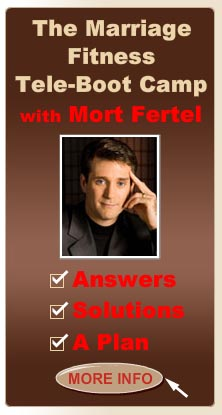 The Marriage
Fitness
Tele-Boot Camp
with Mort Fertel
Answers
Solutions
A Plan
MORE INFO